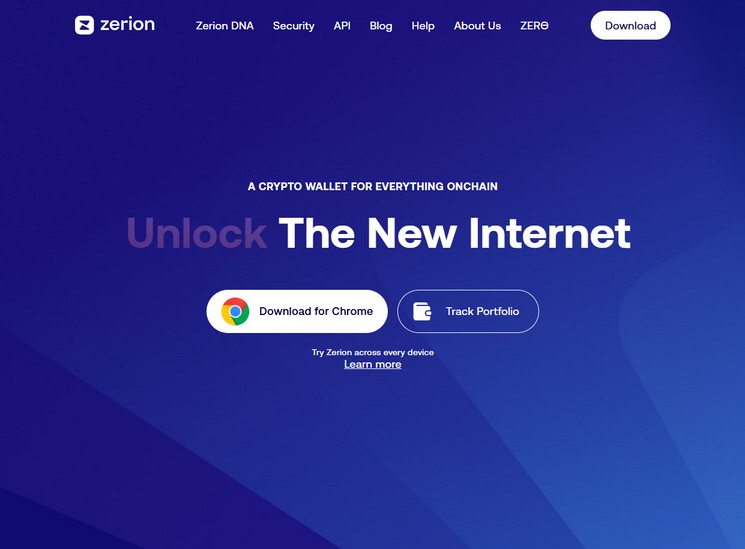 zerion Zerion DNA Security API Blog Help About Us ZERϴ Download
A CRYPTO WALLET FOR EVERYTHING ONCHAIN
Unlock The New Internet
Download for Chrome Track Portfolio
Try Zerion across every device
Learn more